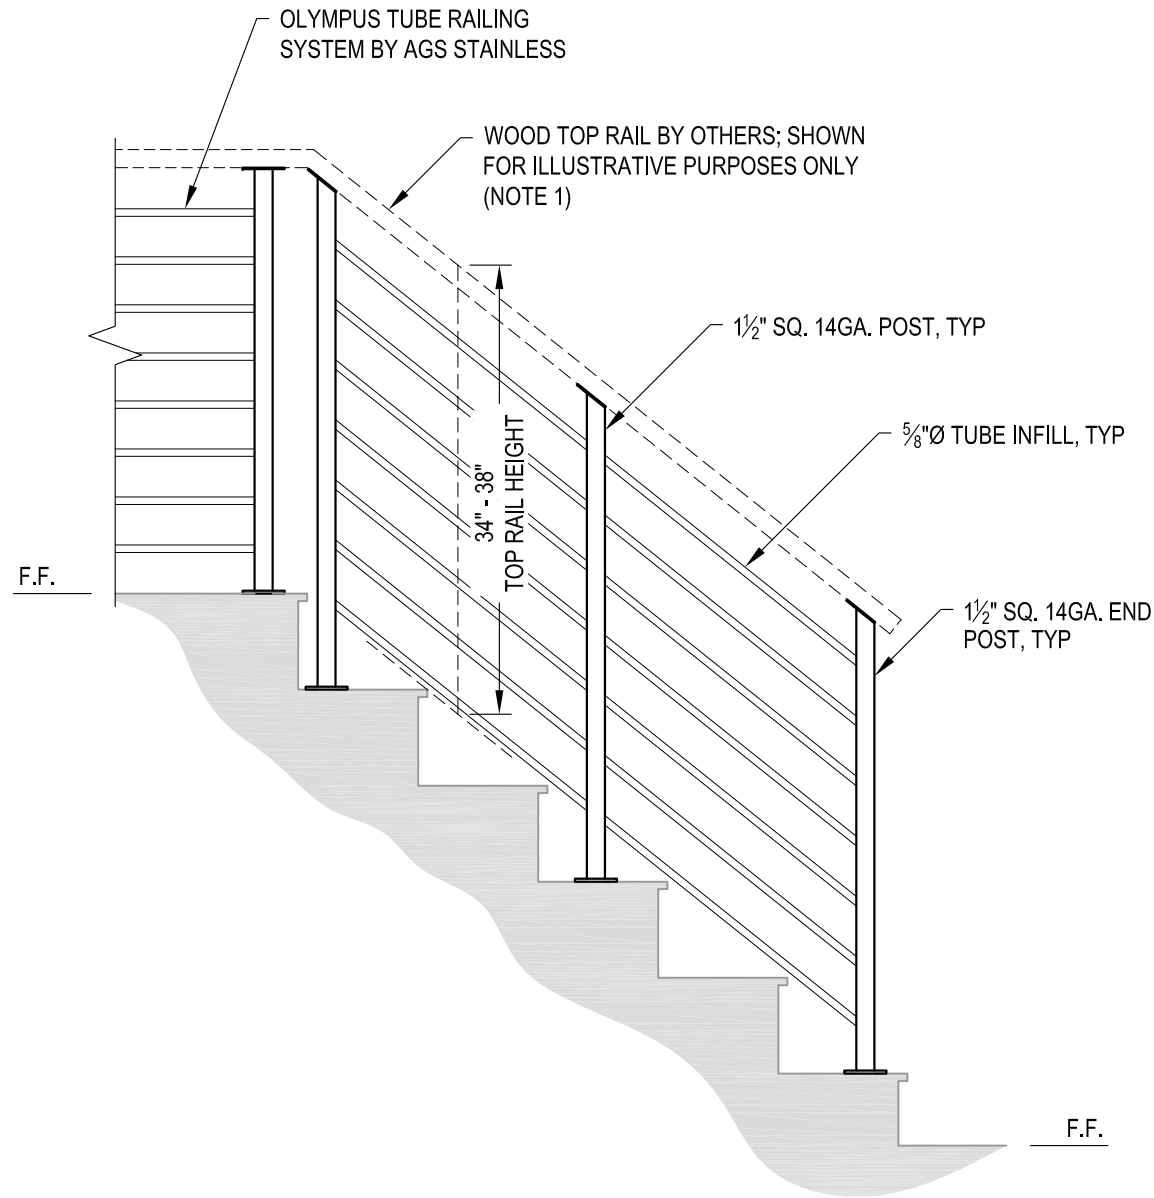 OLYMPUS TUBE RAILING
SYSTEM BY AGS STAINLESS
WOOD TOP RAIL BY OTHERS; SHOWN
FOR ILLUSTRATIVE PURPOSES ONLY
(NOTE 1)
1½" SQ. 14GA. POST, TYP
⅝"Ø TUBE INFILL, TYP
34" - 38"
TOP RAIL HEIGHT
F.F.
1½" SQ. 14GA. END
POST, TYP
F.F.